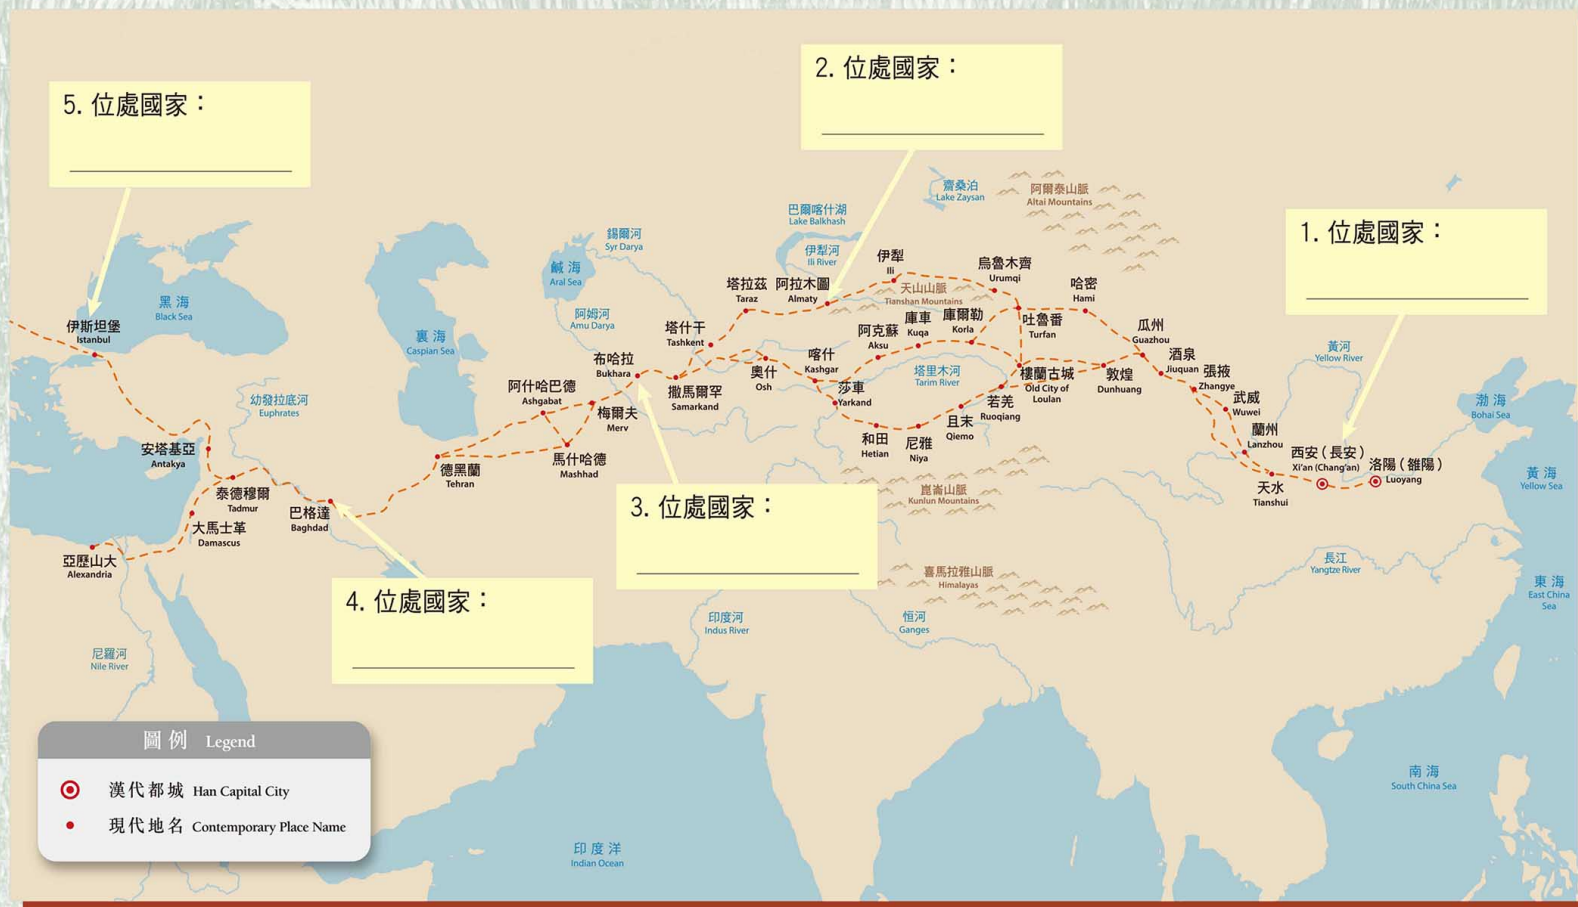 5. 位處國家：
2. 位處國家：
1. 位處國家：
3. 位處國家：
4. 位處國家：
齋桑泊
Lake Zaysan
阿爾泰山脈
Altai Mountains
巴爾喀什湖
Lake Balkhash
錫爾河
Syr Darya
伊犁河
Ili River
鹹海
Aral Sea
伊犁
Ili
烏魯木齊
Urumqi
塔拉茲
Taraz
阿拉木圖
Almaty
天山山脈
Tianshan Mountains
哈密
Hami
黑海
Black Sea
伊斯坦堡
Istanbul
裏海
Caspian Sea
阿姆河
Amu Darya
塔什干
Tashkent
阿克蘇
Aksu
庫車
Kuqa
庫爾勒
Korla
吐魯番
Turfan
瓜州
Guazhou
黃河
Yellow River
布哈拉
Bukhara
奧什
Osh
喀什
Kashgar
塔里木河
Tarim River
樓蘭古城
Old City of
Loulan
敦煌
Dunhuang
酒泉
Jiuquan
張掖
Zhangye
武威
Wuwei
渤海
Bohai Sea
幼發拉底河
Euphrates
阿什哈巴德
Ashgabat
梅爾夫
Merv
撒馬爾罕
Samarkand
莎車
Yarkand
若羌
Ruoqiang
且末
Qiemo
蘭州
Lanzhou
安塔基亞
Antakya
德黑蘭
Tehran
馬什哈德
Mashhad
和田
Hetian
尼雅
Niya
西安（長安）
Xi'an (Chang'an)
洛陽（雒陽）
Luoyang
泰德穆爾
Tadmur
巴格達
Baghdad
崑崙山脈
Kunlun Mountains
天水
Tianshui
黃海
Yellow Sea
大馬士革
Damascus
亞歷山大
Alexandria
喜馬拉雅山脈
Himalayas
長江
Yangtze River
東海
East China
Sea
尼羅河
Nile River
印度河
Indus River
恒河
Ganges
南海
South China Sea
印度洋
Indian Ocean
圖例 Legend
漢代都城 Han Capital City
現代地名 Contemporary Place Name